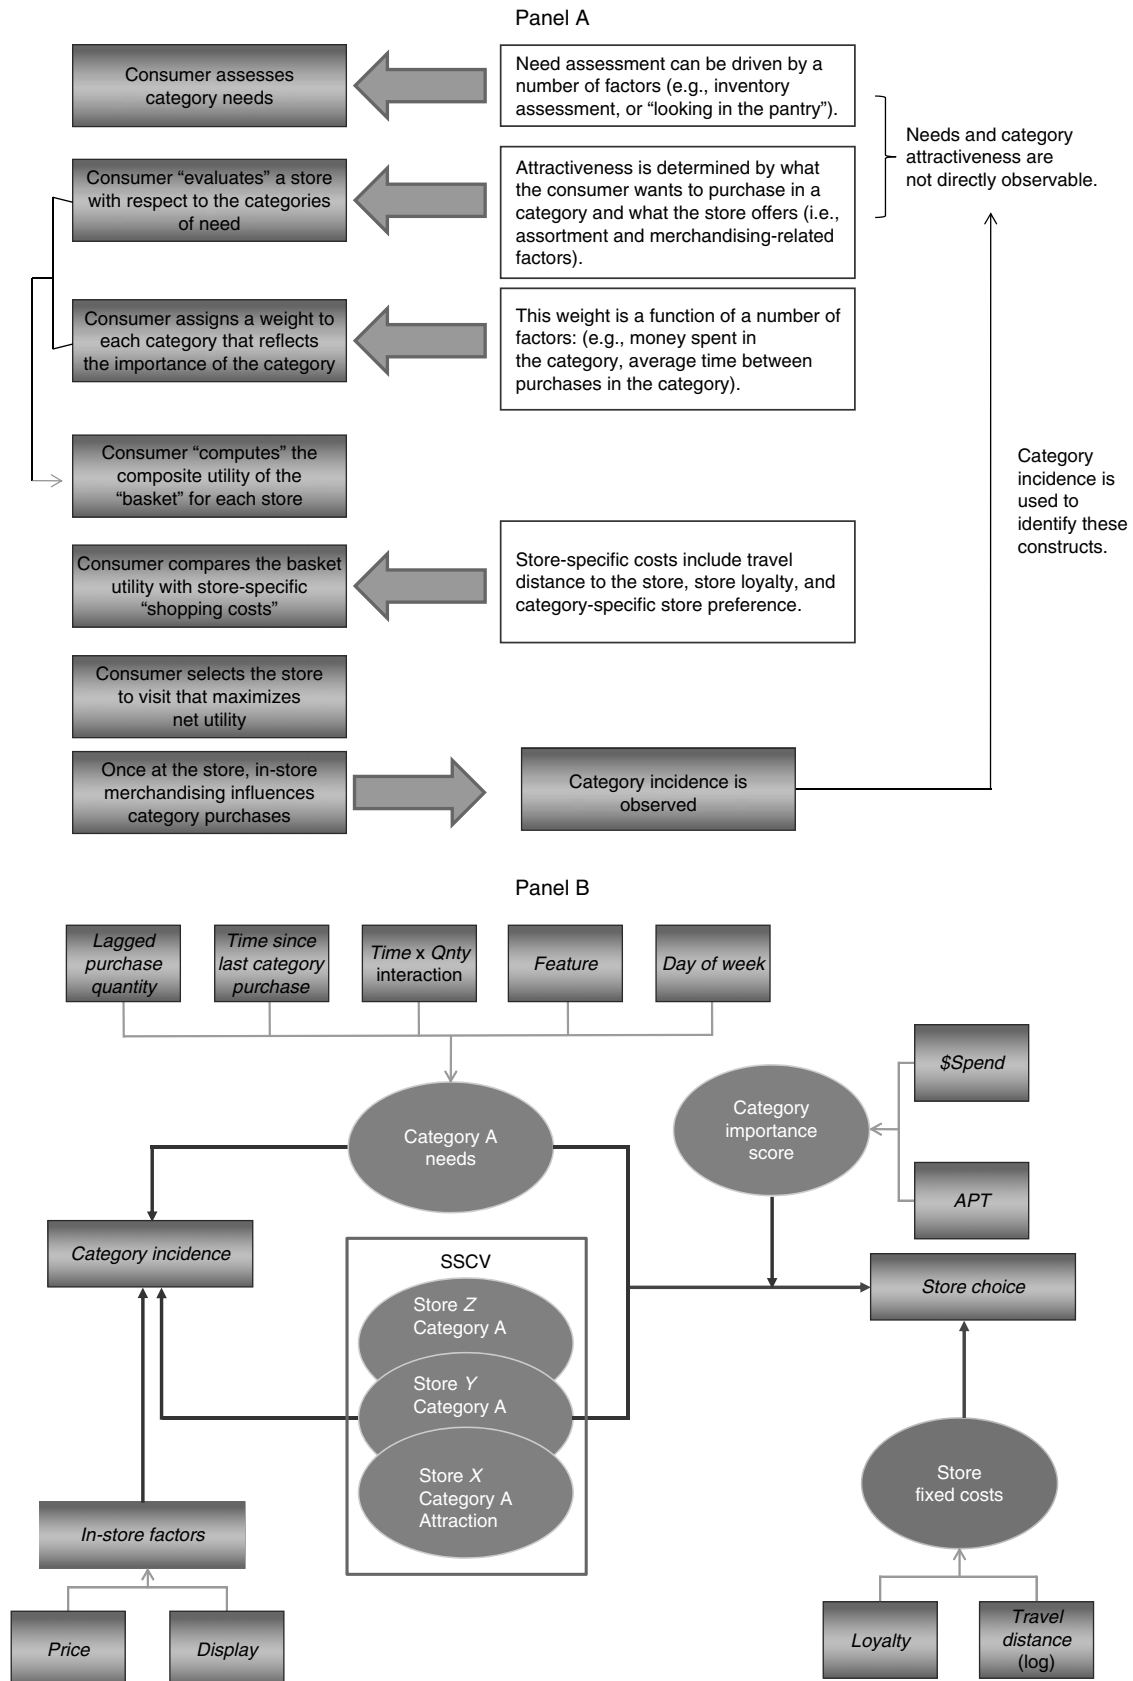 Panel A
Consumer assesses
category needs
Need assessment can be driven by a
number of factors (e.g., inventory
assessment, or “looking in the pantry”).
Needs and category
attractiveness are
not directly observable.
Consumer “evaluates” a store
with respect to the categories
of need
Attractiveness is determined by what
the consumer wants to purchase in a
category and what the store offers (i.e.,
assortment and merchandising-related
factors).
Consumer assigns a weight to
each category that reflects
the importance of the category
This weight is a function of a number of
factors: (e.g., money spent in
the category, average time between
purchases in the category).
Consumer “computes” the
composite utility of the
“basket” for each store
Category
incidence is
used to
identify these
constructs.
Consumer compares the basket
utility with store-specific
“shopping costs”
Store-specific costs include travel
distance to the store, store loyalty, and
category-specific store preference.
Consumer selects the store
to visit that maximizes
net utility
Once at the store, in-store
merchandising influences
category purchases
Category incidence is
observed
Panel B
Lagged
purchase
quantity
Time since
last category
purchase
Time x Qnty
interaction
Feature
Day of week
$Spend
Category
importance
score
APT
Category A
needs
Category incidence
SSCV
Store Z
Category A
Store Y
Category A
Store X
Category A
Attraction
Store choice
Store
fixed costs
In-store factors
Price
Display
Loyalty
Travel
distance
(log)